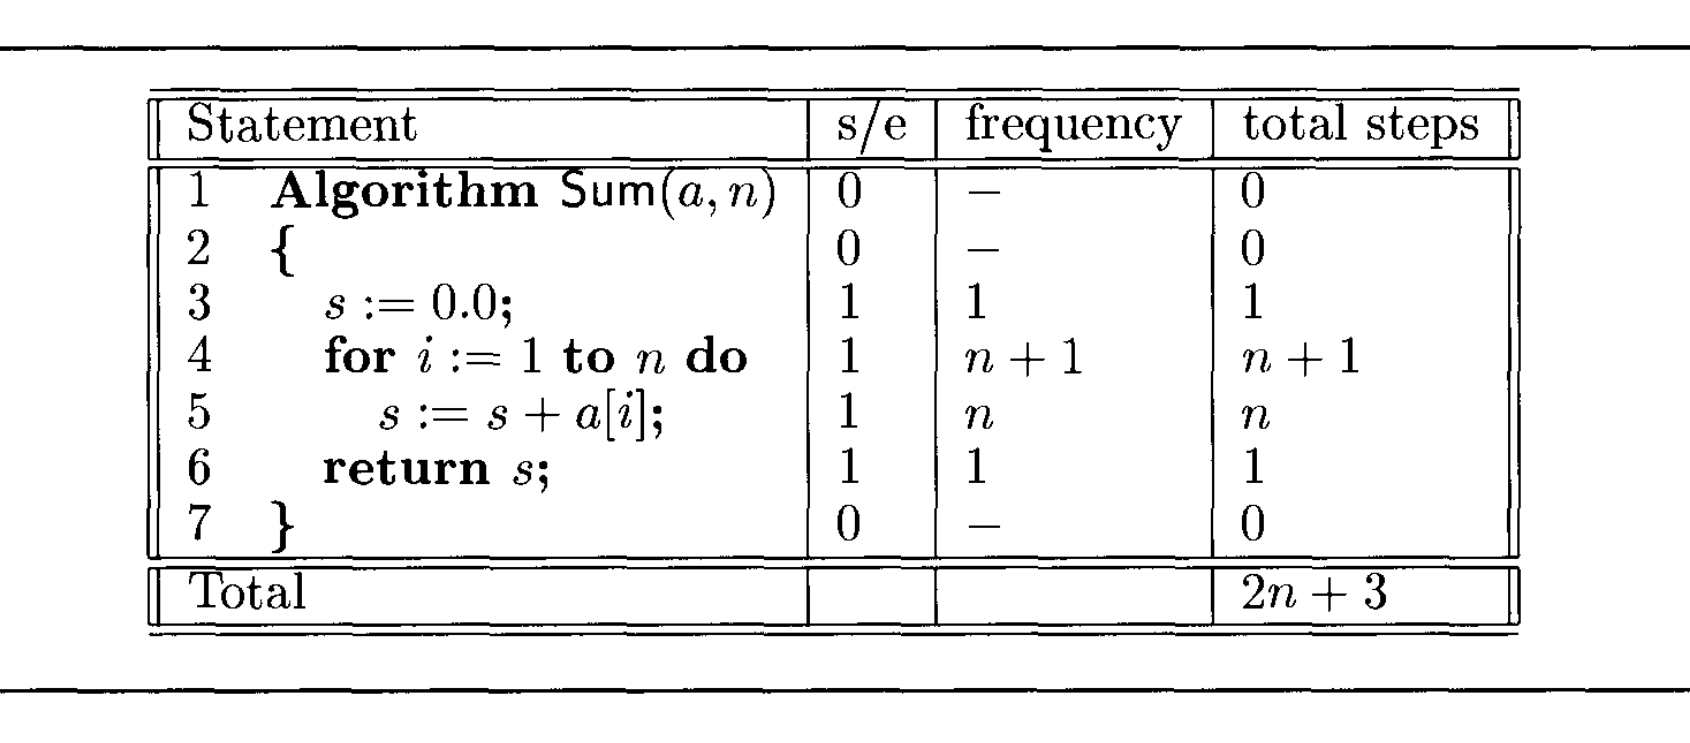 Statement s/e frequency total steps
1 Algorithm Sum(a, n) 0 − 0
2 { 0 − 0
3 s := 0.0; 1 1 1
4 for i := 1 to n do 1 n + 1 n + 1
5 s := s + a[i]; 1 n n
6 return s; 1 1 1
7 } 0 − 0
Total 2n + 3